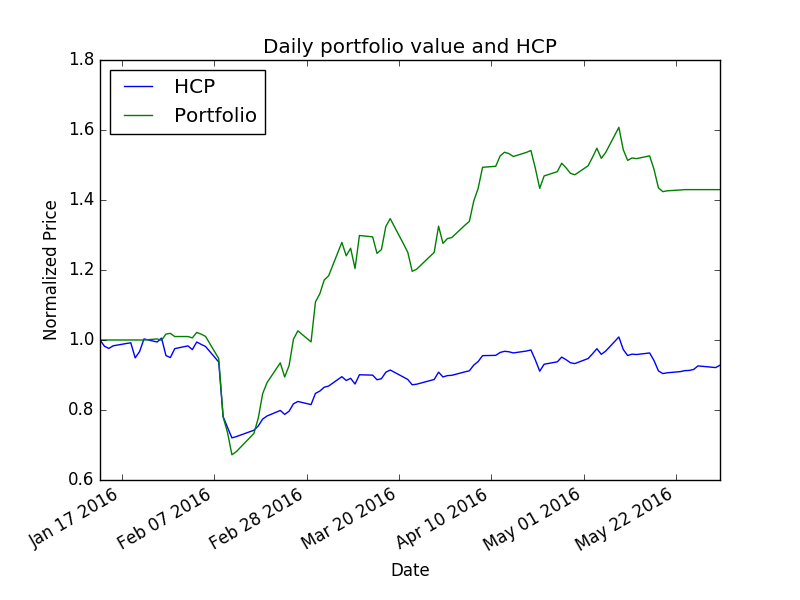 Daily portfolio value and HCP
HCP
Portfolio
Normalized Price
1.8
1.6
1.4
1.2
1.0
0.8
0.6
Jan 17 2016
Feb 07 2016
Feb 28 2016
Mar 20 2016
Apr 10 2016
May 01 2016
May 22 2016
Date